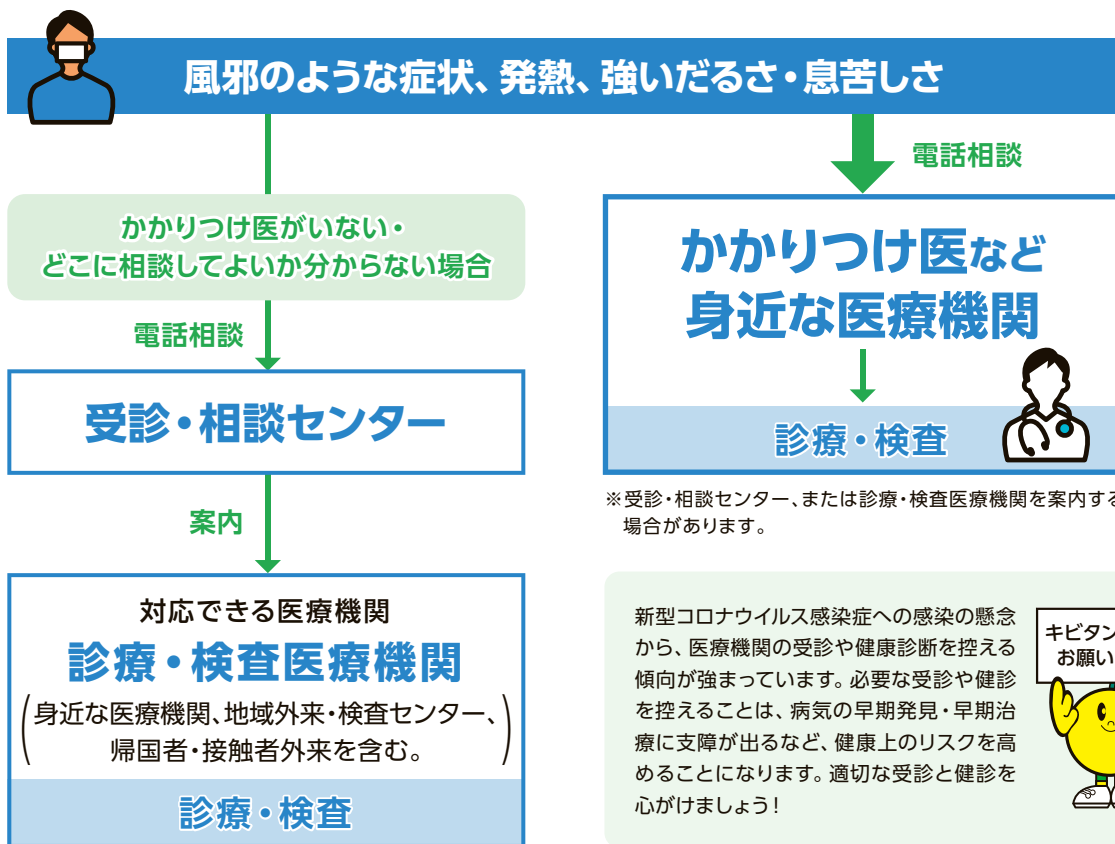 風邪のような症状、発熱、強いだるさ・息苦しさ
かかりつけ医がいない・
どこに相談してよいか分からない場合
電話相談
受診・相談センター
案内
対応できる医療機関
診療・検査医療機関
(身近な医療機関、地域外来・検査センター、
帰国者・接触者外来を含む。)
診療・検査
電話相談
かかりつけ医など
身近な医療機関
診療・検査
※受診・相談センター、または診療・検査医療機関を案内する
場合があります。
新型コロナウイルス感染症への感染の懸念
から、医療機関の受診や健康診断を控える
傾向が強まっています。必要な受診や健診
を控えることは、病気の早期発見・早期治
療に支障が出るなど、健康上のリスクを高
めることになります。適切な受診と健診を
心がけましょう!
キビタン
お願い